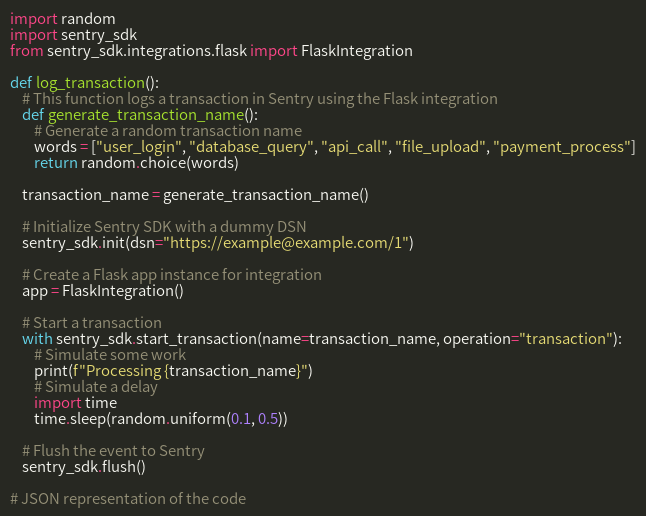 import random
import sentry_sdk
from sentry_sdk.integrations.flask import FlaskIntegration

def log_transaction():
    # This function logs a transaction in Sentry using the Flask integration
    def generate_transaction_name():
        # Generate a random transaction name
        words = ["user_login", "database_query", "api_call", "file_upload", "payment_process"]
        return random.choice(words)

    transaction_name = generate_transaction_name()

    # Initialize Sentry SDK with a dummy DSN
    sentry_sdk.init(dsn="https://example@example.com/1")

    # Create a Flask app instance for integration
    app = FlaskIntegration()

    # Start a transaction
    with sentry_sdk.start_transaction(name=transaction_name, operation="transaction"):
        # Simulate some work
        print(f"Processing {transaction_name}")
        # Simulate a delay
        import time
        time.sleep(random.uniform(0.1, 0.5))

    # Flush the event to Sentry
    sentry_sdk.flush()

# JSON representation of the code